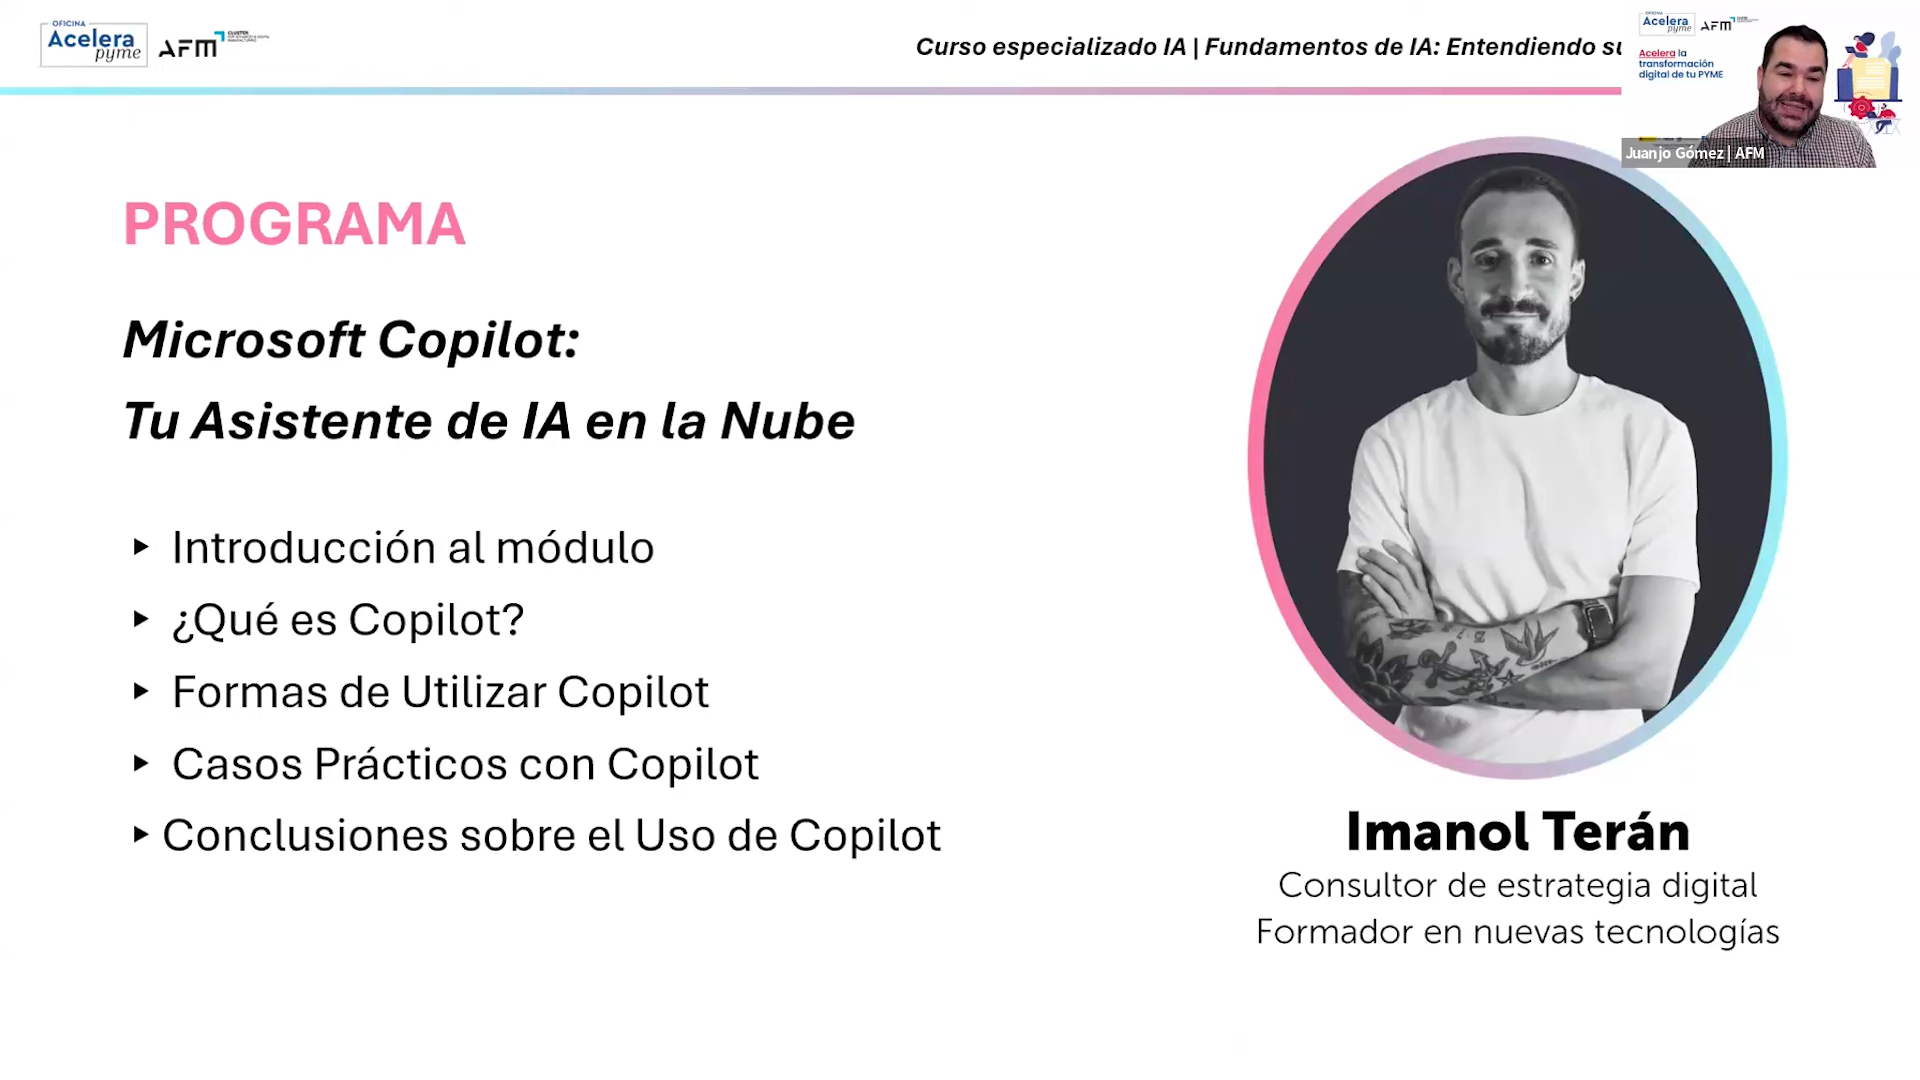 OFICINA
Acelera
pyme
AFM
CLUSTER
Curso especializado IA | Fundamentos de IA: Entendiendo su
OFICINA
Acelera
pyme
AFM
Acelera la
transformación
digital de tu PYME
Juanjo Gómez | AFM
PROGRAMA
Microsoft Copilot:
Tu Asistente de IA en la Nube
‣ Introducción al módulo
‣ ¿Qué es Copilot?
‣ Formas de Utilizar Copilot
‣ Casos Prácticos con Copilot
‣ Conclusiones sobre el Uso de Copilot
Imanol Terán
Consultor de estrategia digital
Formador en nuevas tecnologías